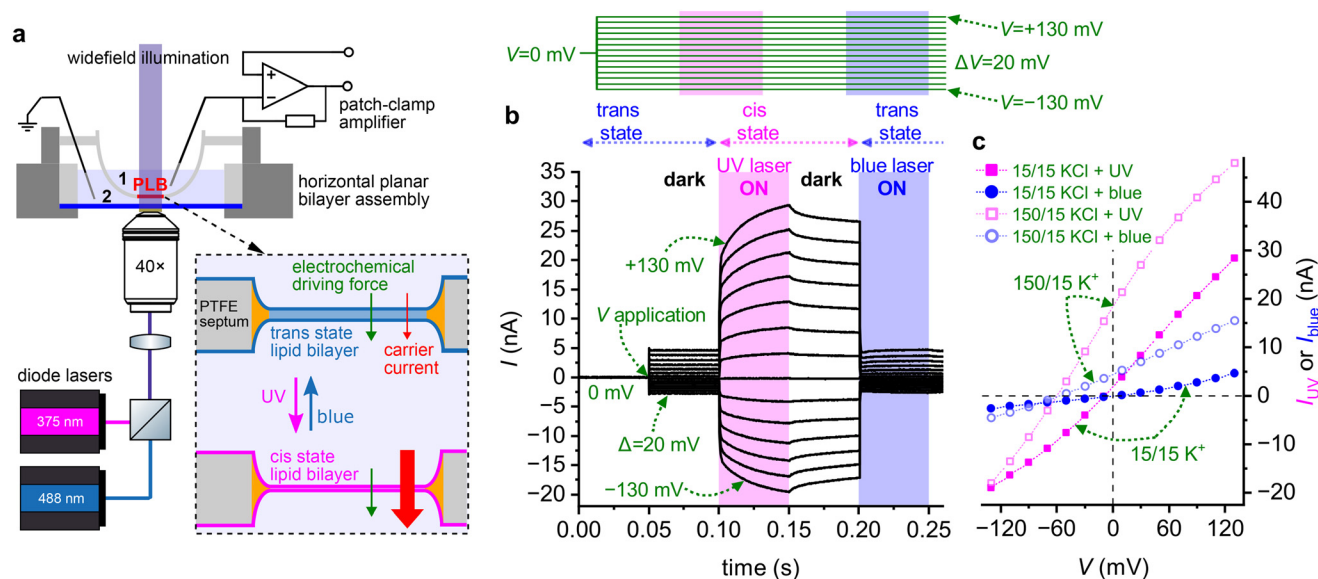 a
widefield illumination
+
−
patch-clamp
amplifier
1
PLB
2
horizontal planar
bilayer assembly
40×
diode lasers
375 nm
488 nm
electrochemical
driving force
PTFE
septum
trans state
lipid bilayer
carrier
current
UV
blue
cis state
lipid bilayer
V=0 mV
V=+130 mV
ΔV=20 mV
V=−130 mV
b
trans
state
cis
state
trans
state
UV laser
blue laser
dark
ON
dark
ON
35
30
25
20
15
10
5
0
−5
−10
−15
−20
I (nA)
+130 mV
V application
0 mV
Δ=20 mV
−130 mV
0.00
0.05
0.10
0.15
0.20
0.25
time (s)
c
15/15 KCl + UV
15/15 KCl + blue
150/15 KCl + UV
150/15 KCl + blue
150/15 K⁺
15/15 K⁺
40
30
20
10
0
−10
−20
I_UV or I_blue (nA)
−120
−60
0
60
120
V (mV)